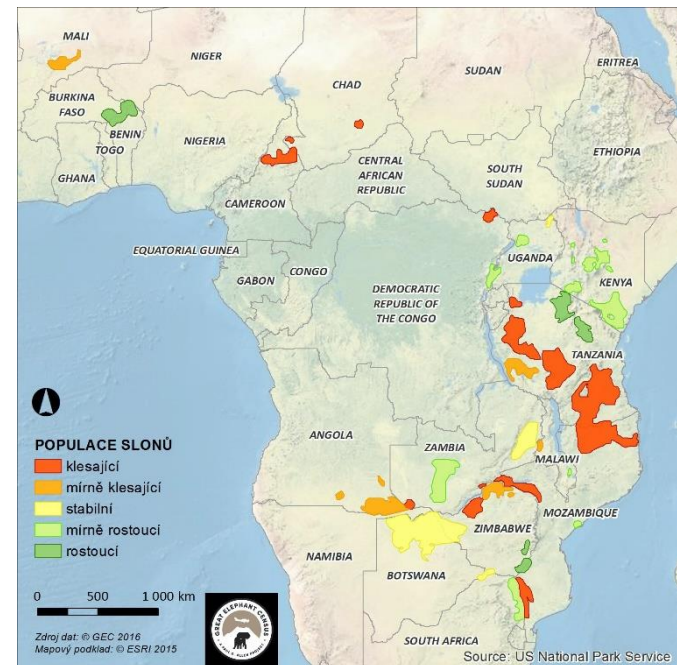 MALI
NIGER
CHAD
SUDAN
ERITREA
BURKINA
FASO
BENIN
TOGO
GHANA
NIGERIA
CENTRAL
AFRICAN
REPUBLIC
SOUTH
SUDAN
ETHIOPIA
CAMEROON
EQUATORIAL GUINEA
GABON
CONGO
DEMOCRATIC
REPUBLIC OF
THE CONGO
UGANDA
KENYA
TANZANIA
ANGOLA
ZAMBIA
MALAWI
MOZAMBIQUE
ZIMBABWE
NAMIBIA
BOTSWANA
SOUTH AFRICA
POPULACE SLONŮ
klesající
mírně klesající
stabilní
mírně rostoucí
rostoucí
0 500 1 000 km
Zdroj dat: © GEC 2016
Mapový podklad: © ESRI 2015
GREAT ELEPHANT CENSUS
Source: US National Park Service